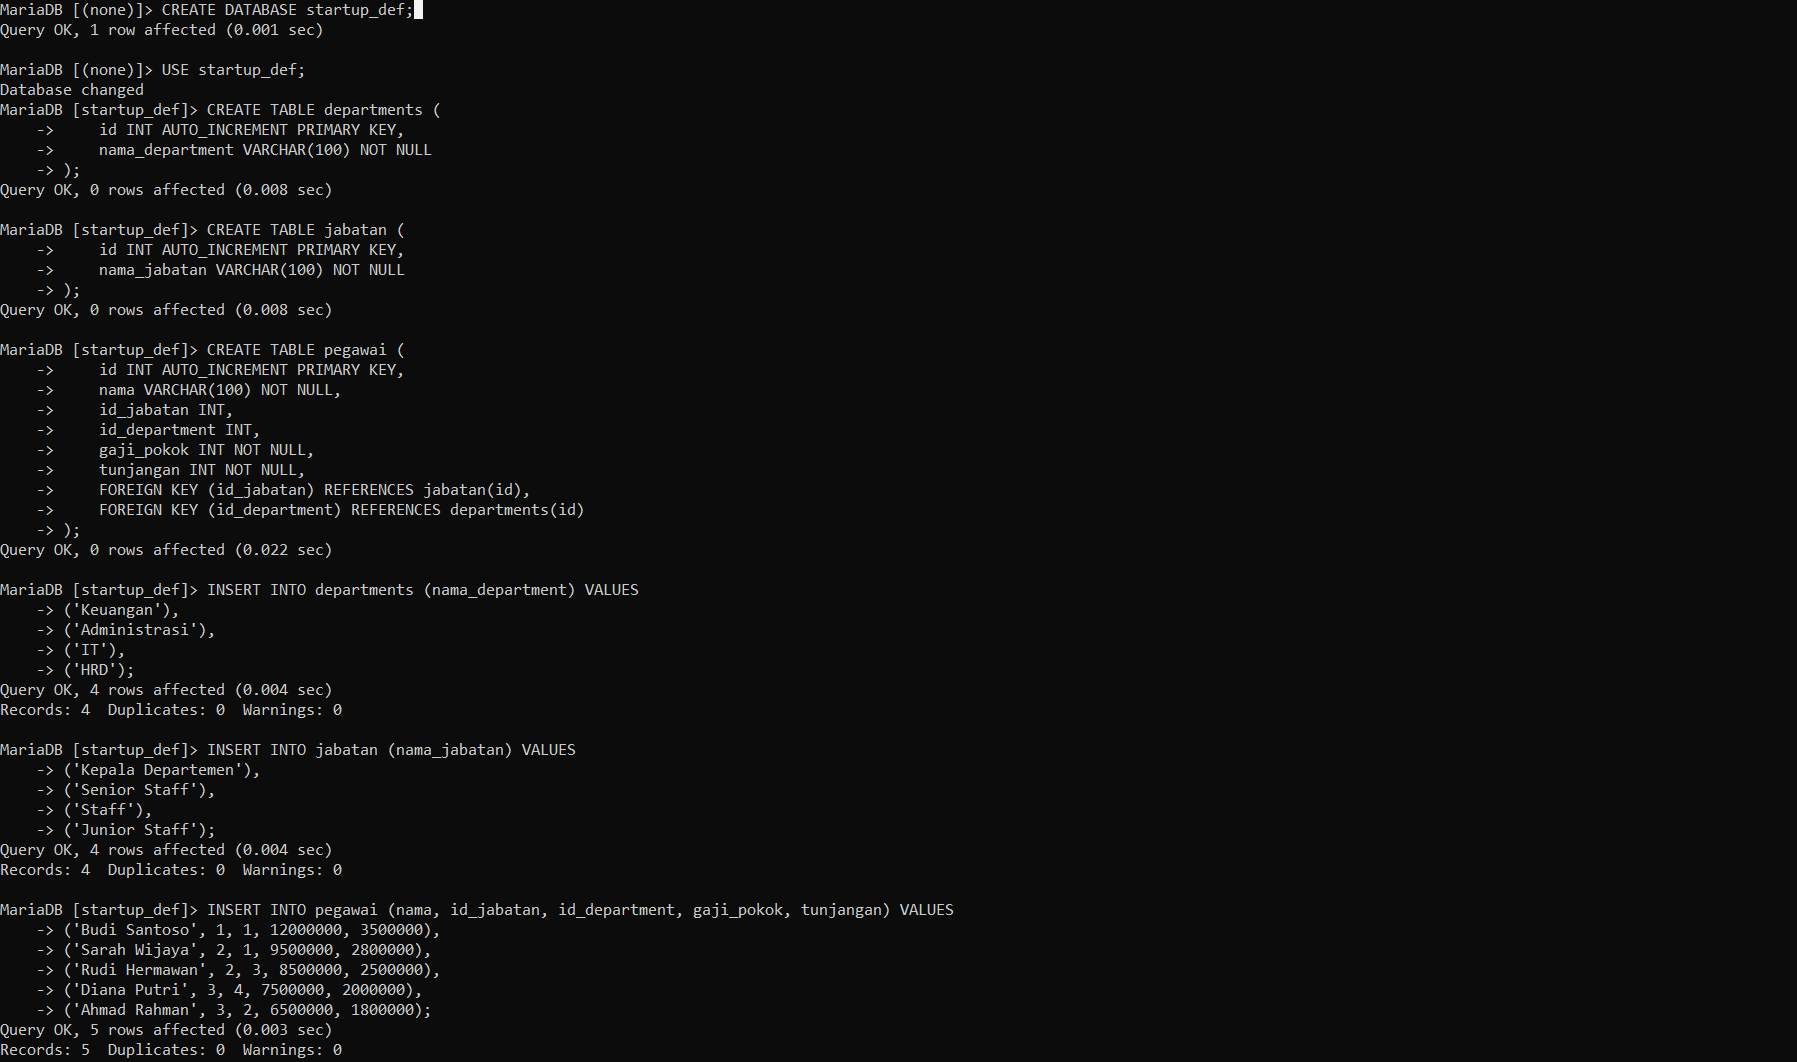 MariaDB [(none)]> CREATE DATABASE startup_def;
Query OK, 1 row affected (0.001 sec)
MariaDB [(none)]> USE startup_def;
Database changed
MariaDB [startup_def]> CREATE TABLE departments (
    ->     id INT AUTO_INCREMENT PRIMARY KEY,
    ->     nama_department VARCHAR(100) NOT NULL
    -> );
Query OK, 0 rows affected (0.008 sec)
MariaDB [startup_def]> CREATE TABLE jabatan (
    ->     id INT AUTO_INCREMENT PRIMARY KEY,
    ->     nama_jabatan VARCHAR(100) NOT NULL
    -> );
Query OK, 0 rows affected (0.008 sec)
MariaDB [startup_def]> CREATE TABLE pegawai (
    ->     id INT AUTO_INCREMENT PRIMARY KEY,
    ->     nama VARCHAR(100) NOT NULL,
    ->     id_jabatan INT,
    ->     id_department INT,
    ->     gaji_pokok INT NOT NULL,
    ->     tunjangan INT NOT NULL,
    ->     FOREIGN KEY (id_jabatan) REFERENCES jabatan(id),
    ->     FOREIGN KEY (id_department) REFERENCES departments(id)
    -> );
Query OK, 0 rows affected (0.022 sec)
MariaDB [startup_def]> INSERT INTO departments (nama_department) VALUES
    -> ('Keuangan'),
    -> ('Administrasi'),
    -> ('IT'),
    -> ('HRD');
Query OK, 4 rows affected (0.004 sec)
Records: 4  Duplicates: 0  Warnings: 0
MariaDB [startup_def]> INSERT INTO jabatan (nama_jabatan) VALUES
    -> ('Kepala Departemen'),
    -> ('Senior Staff'),
    -> ('Staff'),
    -> ('Junior Staff');
Query OK, 4 rows affected (0.004 sec)
Records: 4  Duplicates: 0  Warnings: 0
MariaDB [startup_def]> INSERT INTO pegawai (nama, id_jabatan, id_department, gaji_pokok, tunjangan) VALUES
    -> ('Budi Santoso', 1, 1, 12000000, 3500000),
    -> ('Sarah Wijaya', 2, 1, 9500000, 2800000),
    -> ('Rudi Hermawan', 2, 3, 8500000, 2500000),
    -> ('Diana Putri', 3, 4, 7500000, 2000000),
    -> ('Ahmad Rahman', 3, 2, 6500000, 1800000);
Query OK, 5 rows affected (0.003 sec)
Records: 5  Duplicates: 0  Warnings: 0